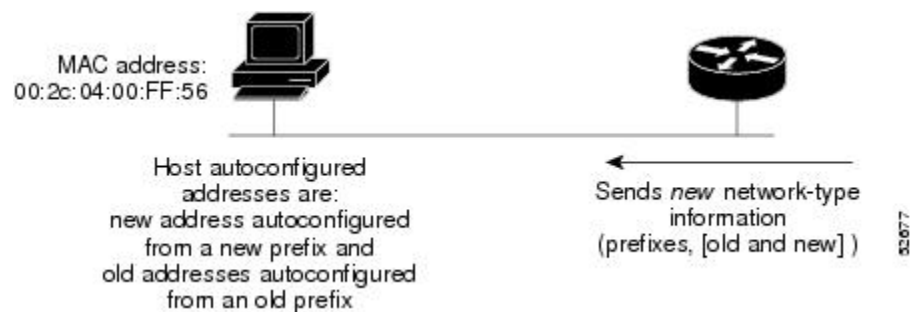 MAC address:
00:2c:04:00:FF:56
Host autoconfigured
addresses are:
new address autoconfigured
from a new prefix and
old addresses autoconfigured
from an old prefix
Sends new network-type
information
(prefixes, [old and new] )
52677